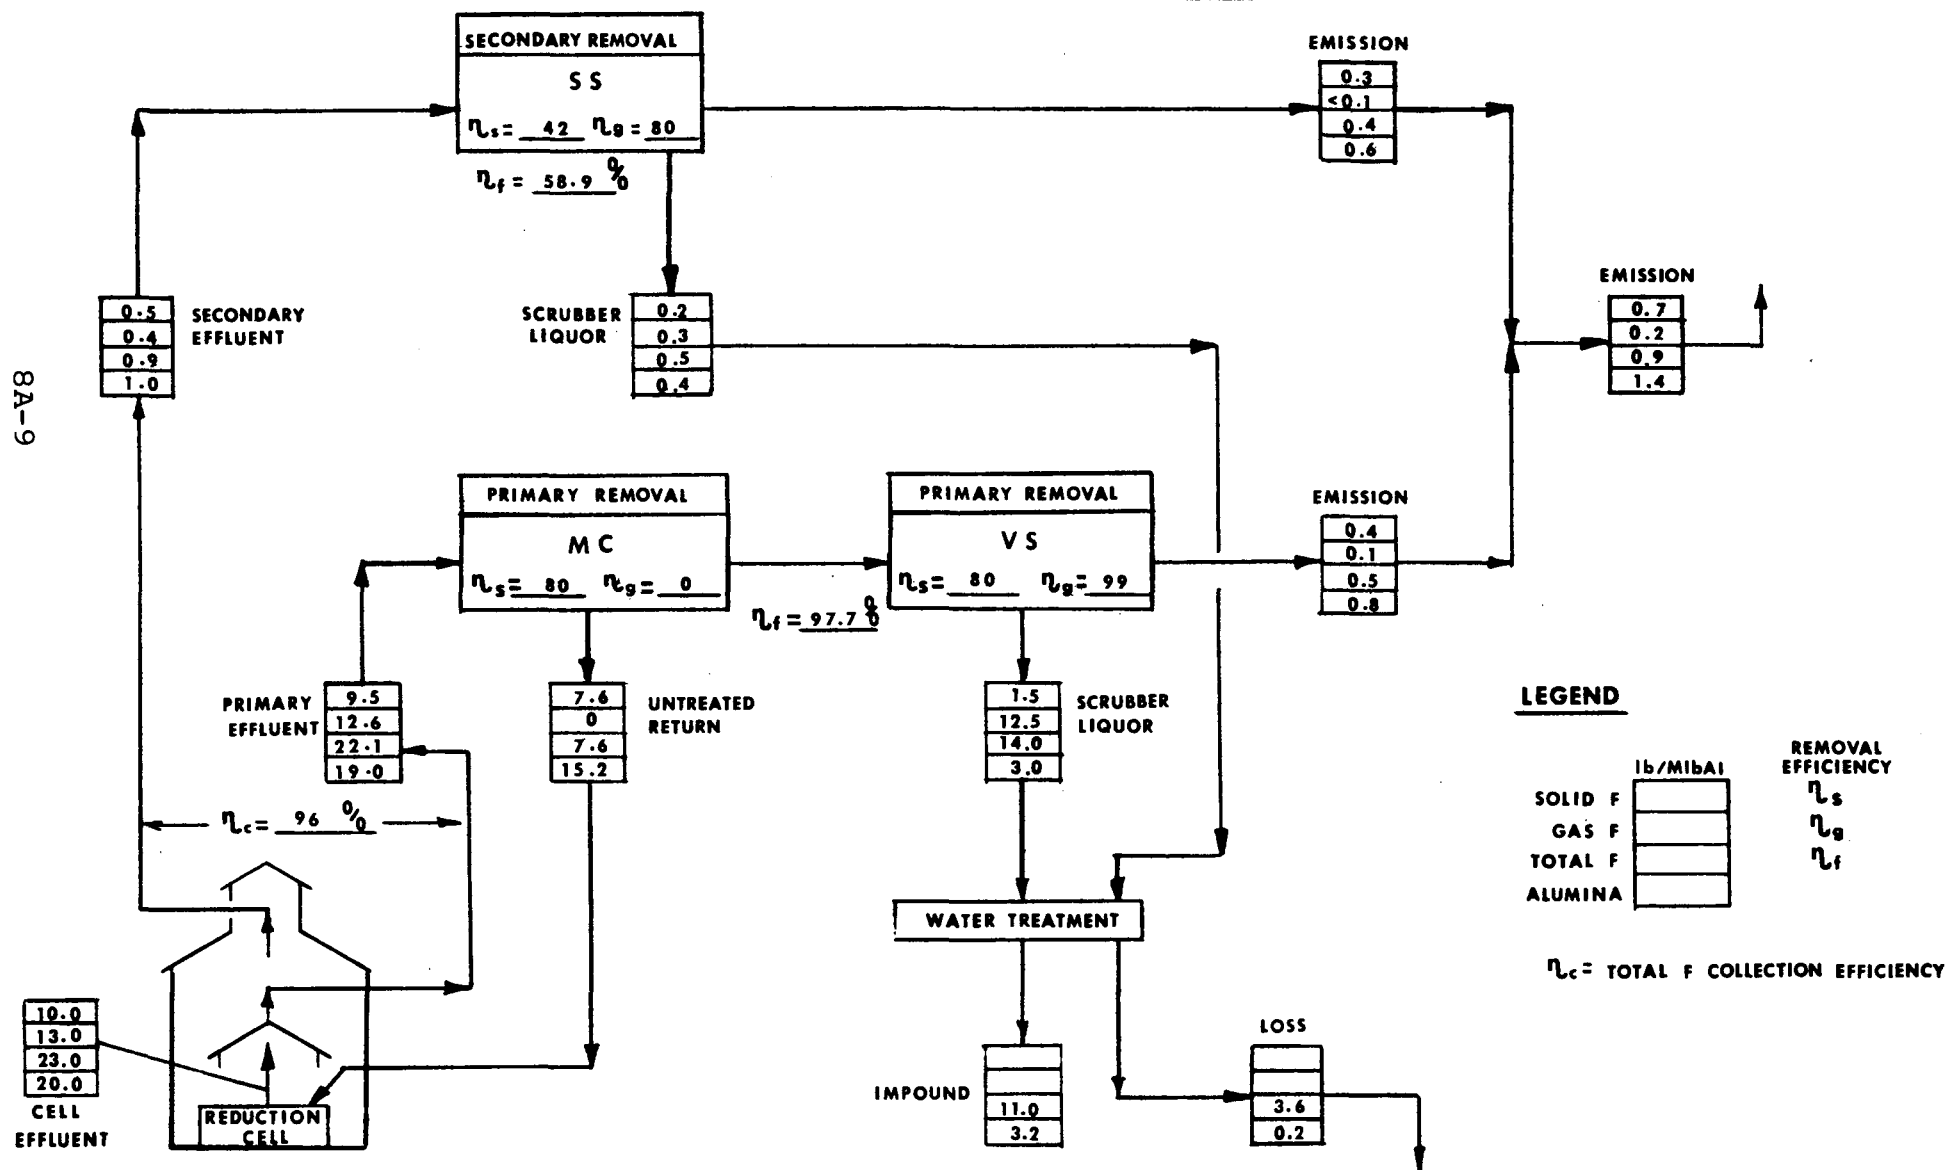 SECONDARY REMOVAL
S S
ηs= 42 ηg= 80
ηf= 58.9 %
EMISSION
0.3
<0.1
0.4
0.6
0.5
0.4
0.9
1.0
SECONDARY
EFFLUENT
SCRUBBER
LIQUOR
0.2
0.3
0.5
0.4
EMISSION
0.7
0.2
0.9
1.4
8A-9
PRIMARY REMOVAL
M C
ηs= 80 ηg= 0
ηf= 97.7 %
PRIMARY REMOVAL
V S
ηs= 80 ηg= 99
EMISSION
0.4
0.1
0.5
0.8
PRIMARY
EFFLUENT
9.5
12.6
22.1
19.0
7.6
0
7.6
15.2
UNTREATED
RETURN
1.5
12.5
14.0
3.0
SCRUBBER
LIQUOR
LEGEND
lb/MlbAl
REMOVAL
EFFICIENCY
SOLID F
ηs
GAS F
ηg
TOTAL F
ηf
ALUMINA
ηc= TOTAL F COLLECTION EFFICIENCY
ηc= 96 %
WATER TREATMENT
10.0
13.0
23.0
20.0
CELL
EFFLUENT
REDUCTION
CELL
IMPOUND
11.0
3.2
LOSS
3.6
0.2